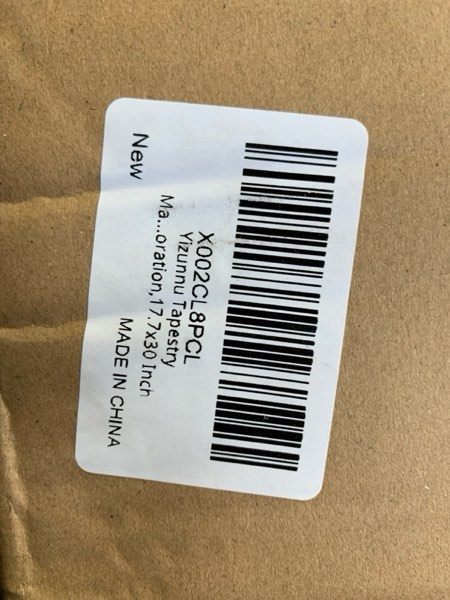 X002CL8PCL
Yizunnu Tapestry
Ma...oration,17.7x30 Inch
New
MADE IN CHINA